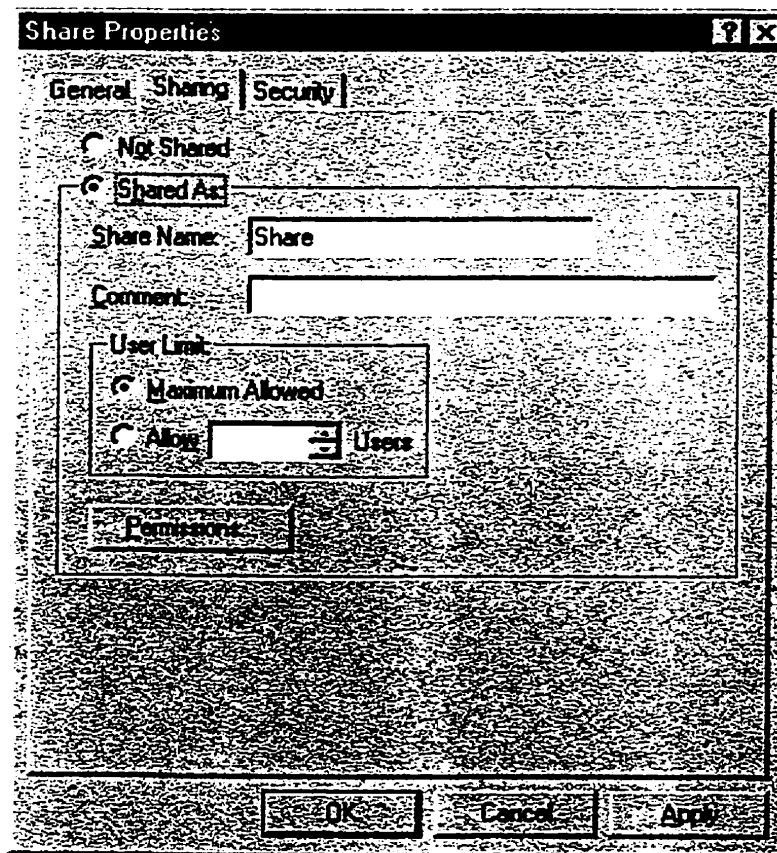 Share Properties
General Sharing Security
Not Shared
Shared As:
Share Name: Share
Comment:
User Limit:
Maximum Allowed
Allow Users
Permissions...
OK Cancel Apply